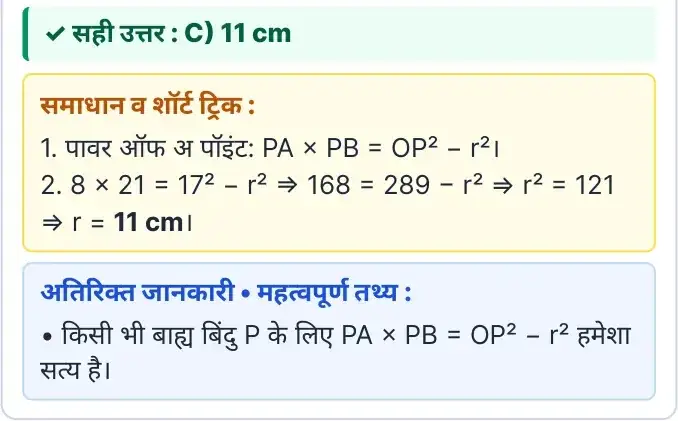 ✓ सही उत्तर : C) 11 cm
समाधान व शॉर्ट ट्रिक :
1. पावर ऑफ अ पॉइंट: PA × PB = OP² − r²।
2. 8 × 21 = 17² − r² ⇒ 168 = 289 − r² ⇒ r² = 121
⇒ r = 11 cm।
अतिरिक्त जानकारी • महत्वपूर्ण तथ्य :
• किसी भी बाह्य बिंदु P के लिए PA × PB = OP² − r² हमेशा
सत्य है।